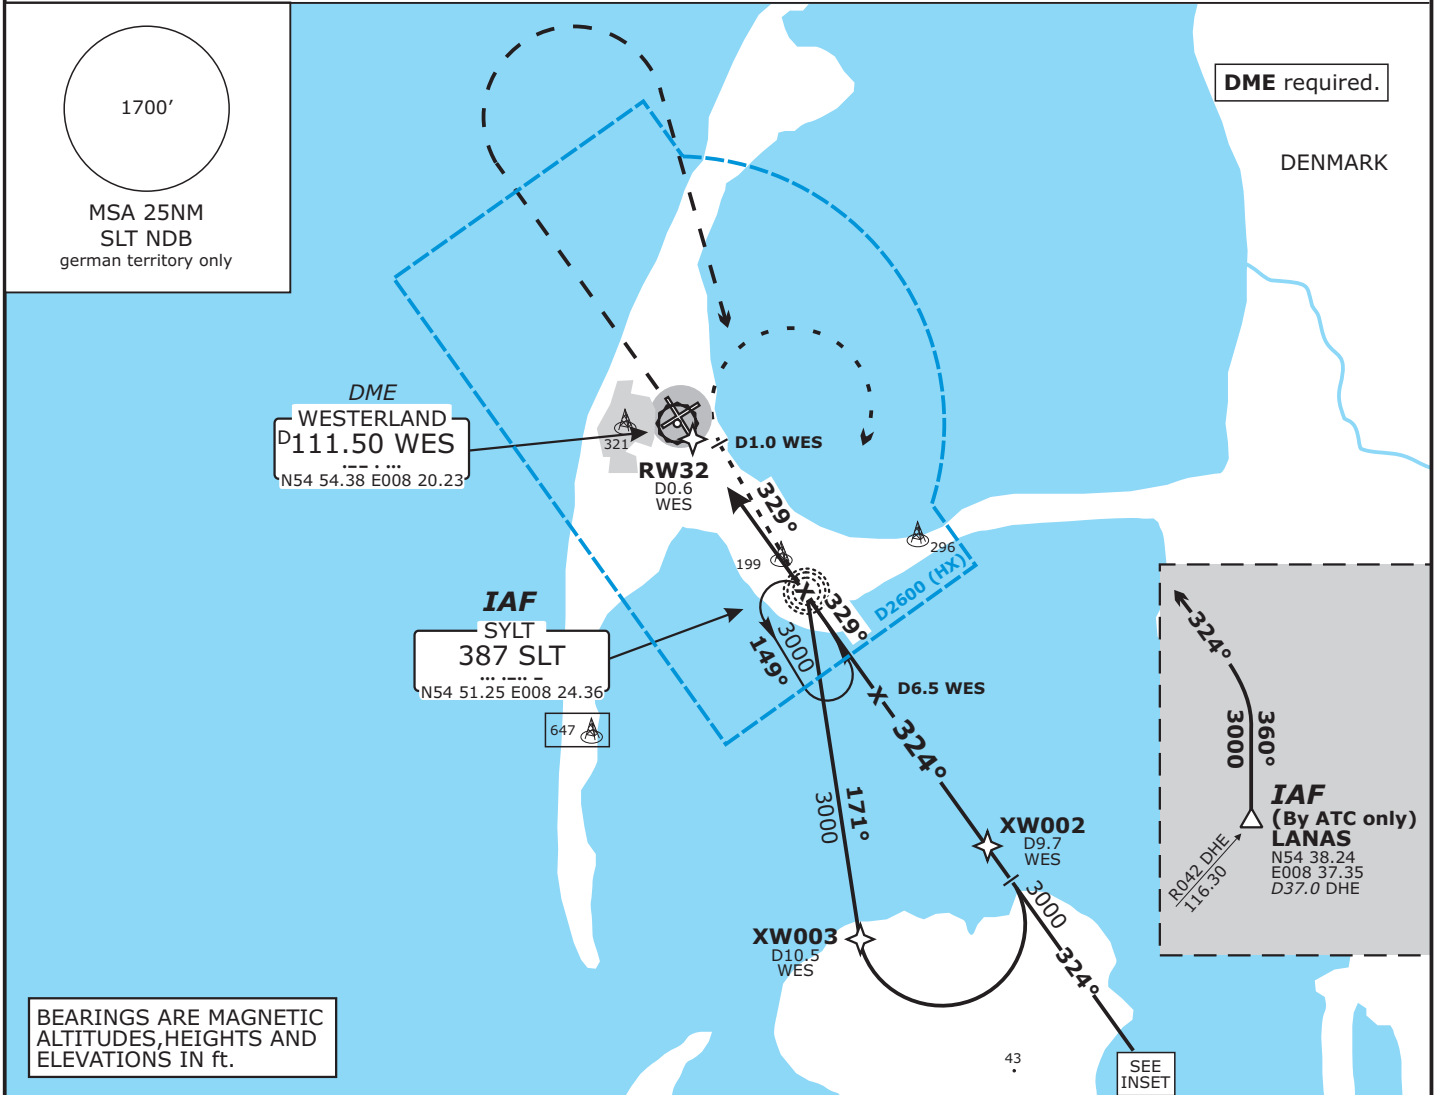 1700’
MSA 25NM
SLT NDB
german territory only
DME required.
DENMARK
DME
WESTERLAND
D111.50 WES
.–– . ...
N54 54.38 E008 20.23
321
D1.0 WES
RW32
D0.6
WES
329°
199
296
D2600 (HX)
IAF
SYLT
387 SLT
... .–.. –
N54 51.25 E008 24.36
329°
3000
149°
D6.5 WES
647
324°
171°
3000
XW002
D9.7
WES
3000
324°
XW003
D10.5
WES
324°
360°
3000
IAF
(By ATC only)
LANAS
N54 38.24
E008 37.35
D37.0 DHE
R042 DHE
116.30
BEARINGS ARE MAGNETIC
ALTITUDES,HEIGHTS AND
ELEVATIONS IN ft.
43
SEE
INSET